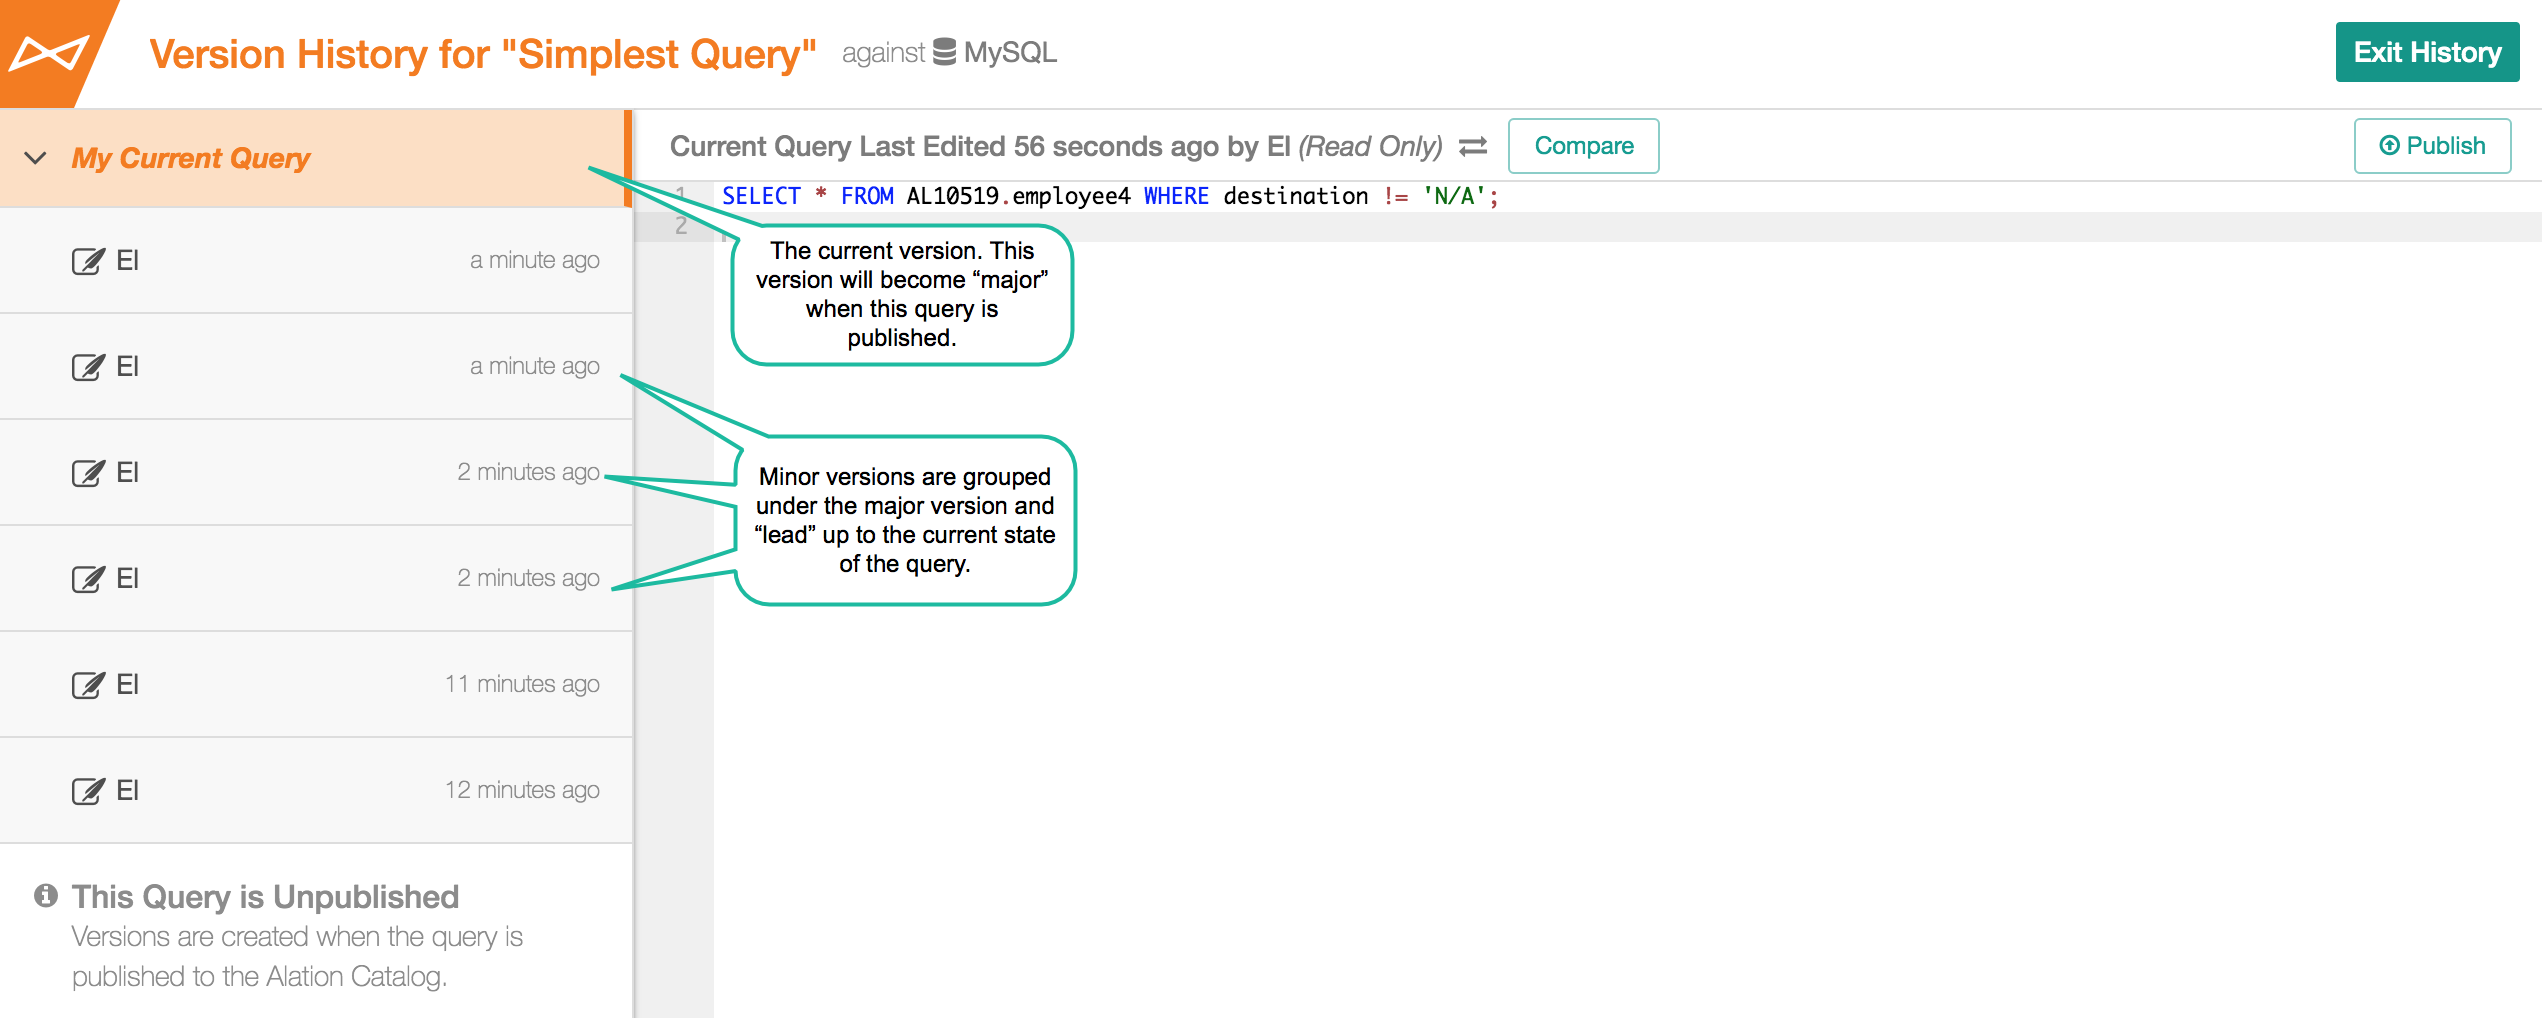 Version History for "Simplest Query" against MySQL
Exit History
My Current Query
El a minute ago
El a minute ago
El 2 minutes ago
El 2 minutes ago
El 11 minutes ago
El 12 minutes ago
This Query is Unpublished
Versions are created when the query is
published to the Alation Catalog.
Current Query Last Edited 56 seconds ago by El (Read Only)
Compare
Publish
1 SELECT * FROM AL10519.employee4 WHERE destination != 'N/A';
2
The current version. This
version will become “major”
when this query is
published.
Minor versions are grouped
under the major version and
“lead” up to the current state
of the query.